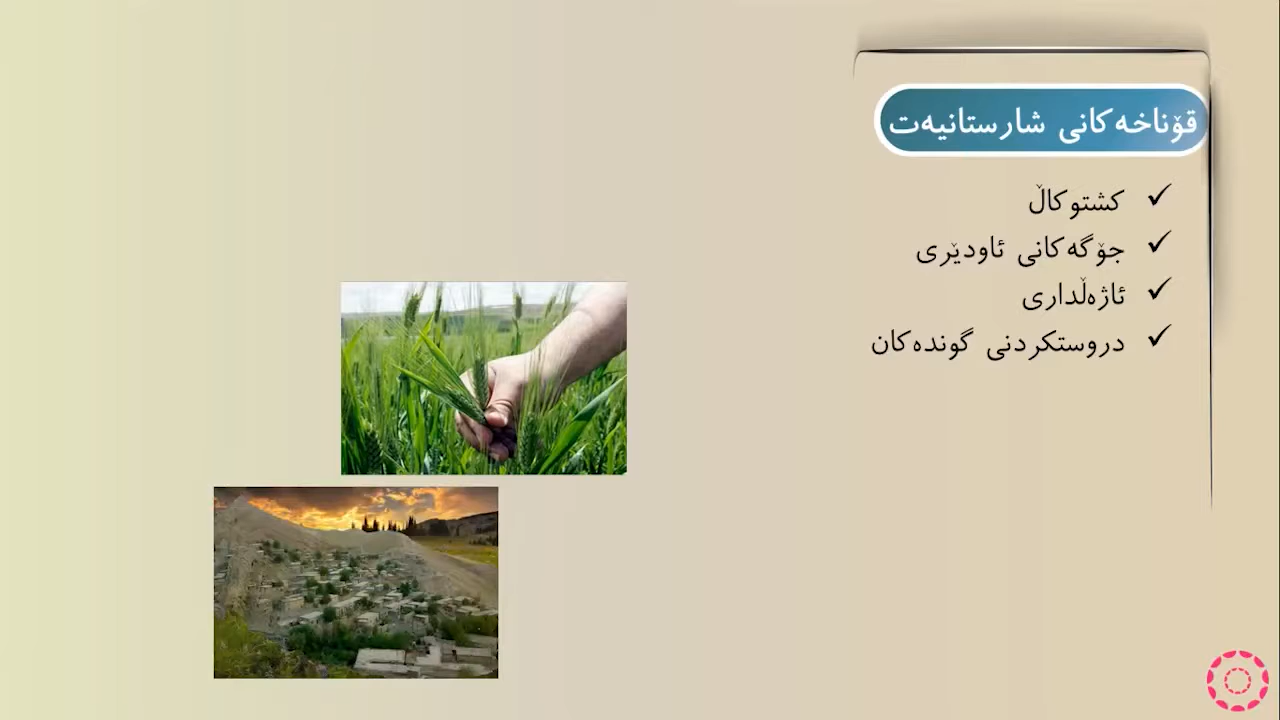 قۆناخەکانی شارستانیەت
کشتوکاڵ
جۆگەکانی ئاودێری
ئاژەڵداری
دروستکردنی گوندەکان